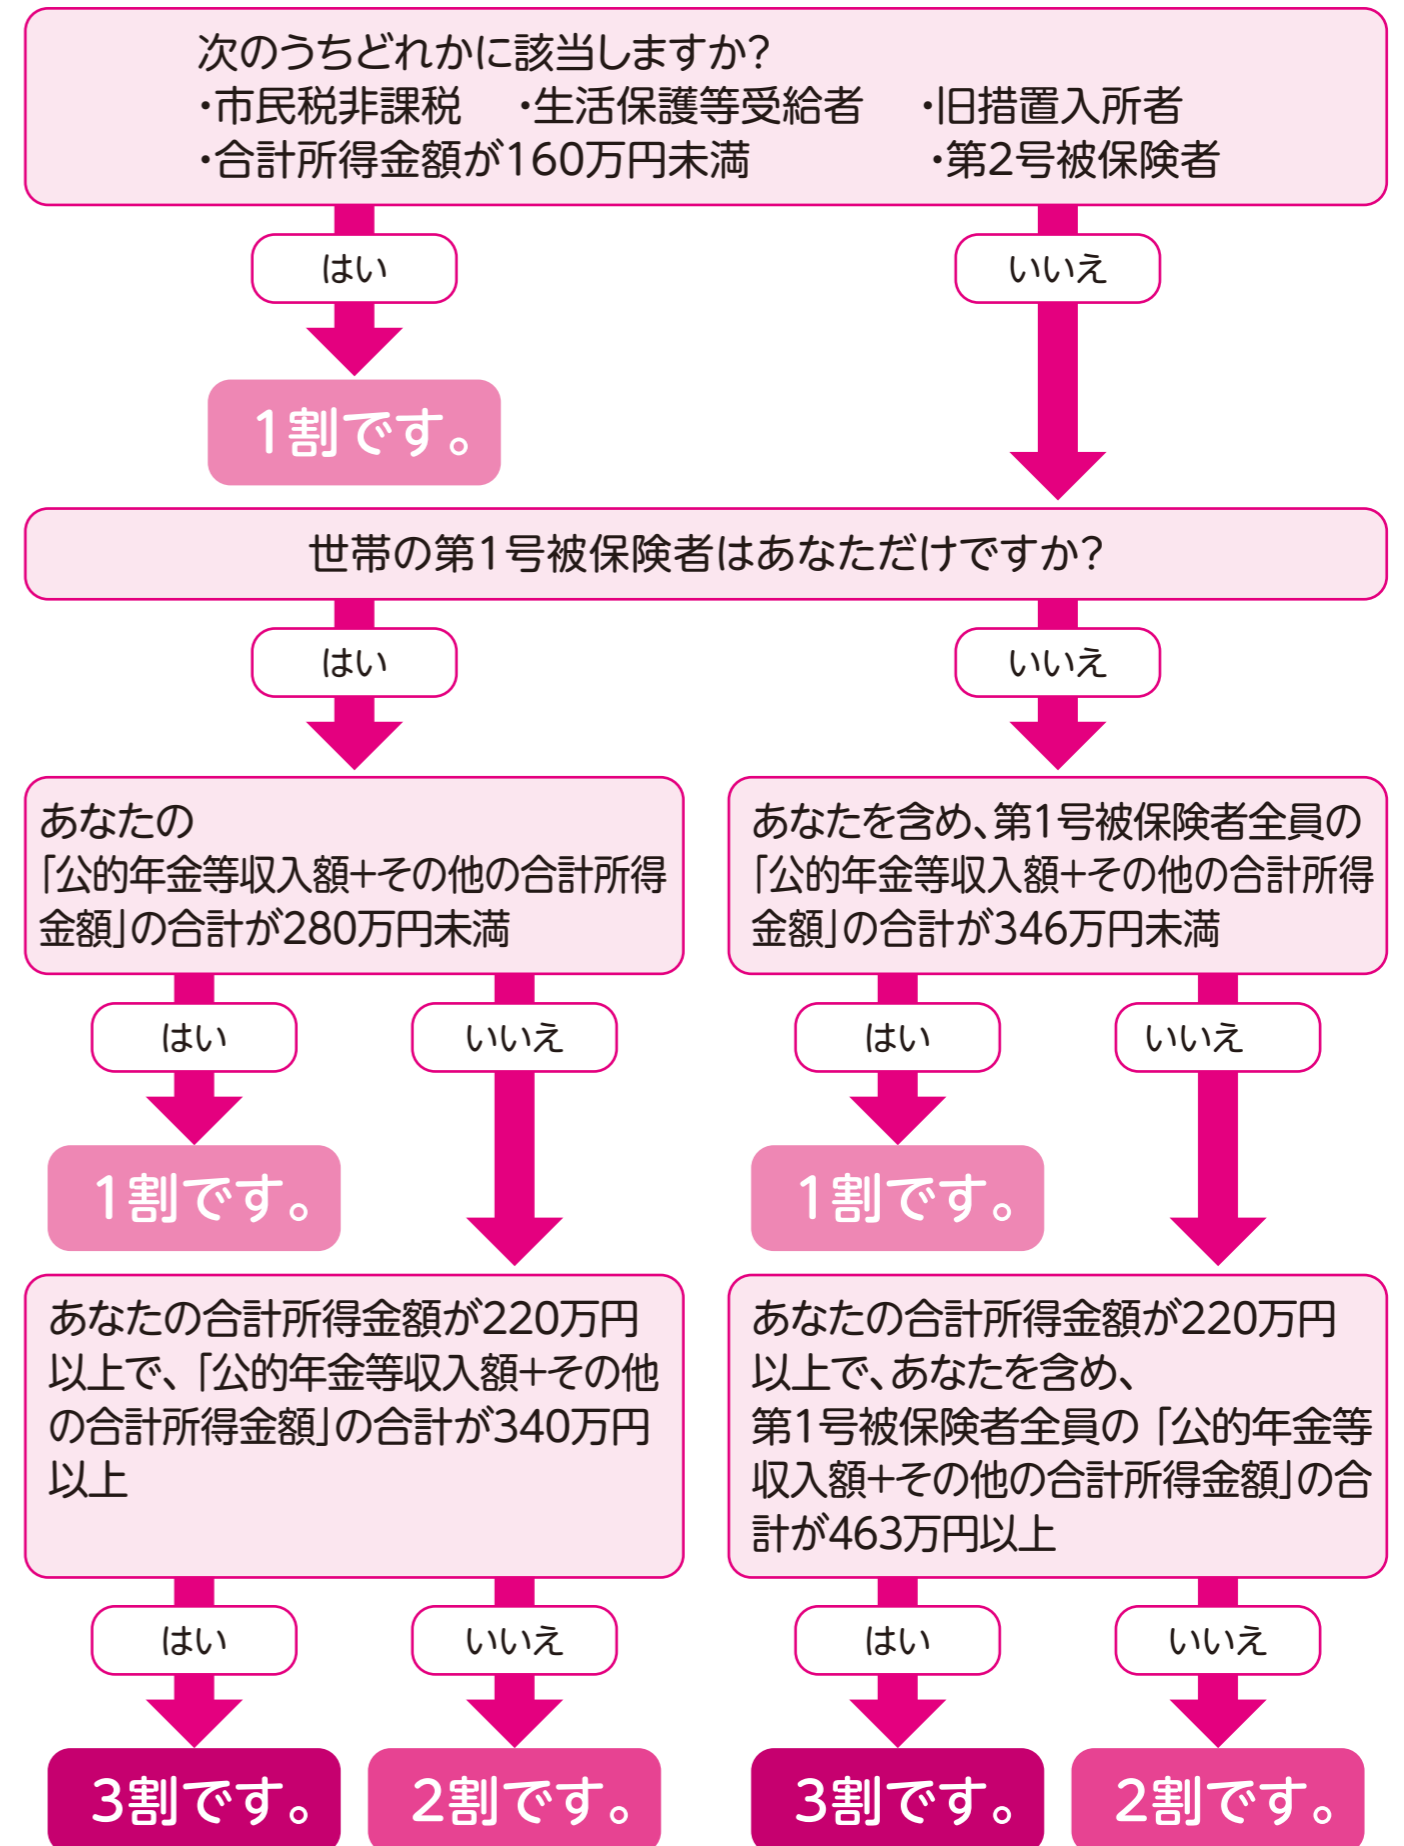 次のうちどれかに該当しますか?
・市民税非課税 ・生活保護等受給者 ・旧措置入所者
・合計所得金額が160万円未満 ・第2号被保険者
はい
いいえ
1割です。
世帯の第1号被保険者はあなただけですか?
はい
いいえ
あなたの
「公的年金等収入額+その他の合計所得
金額」の合計が280万円未満
あなたを含め、第1号被保険者全員の
「公的年金等収入額+その他の合計所得
金額」の合計が346万円未満
はい
いいえ
はい
いいえ
1割です。
1割です。
あなたの合計所得金額が220万円
以上で、「公的年金等収入額+その他
の合計所得金額」の合計が340万円
以上
あなたの合計所得金額が220万円
以上で、あなたを含め、
第1号被保険者全員の「公的年金等
収入額+その他の合計所得金額」の合
計が463万円以上
はい
いいえ
はい
いいえ
3割です。
2割です。
3割です。
2割です。